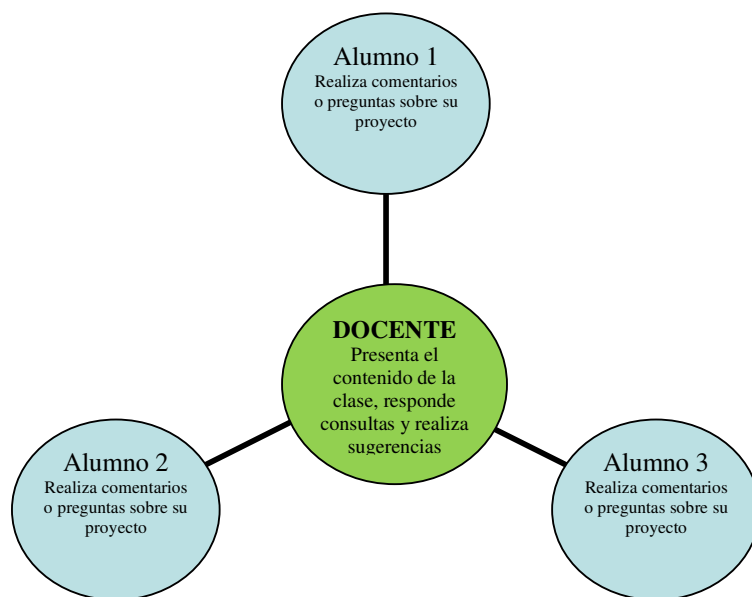 Alumno 1
Realiza comentarios
o preguntas sobre su
proyecto
DOCENTE
Presenta el
contenido de la
clase, responde
consultas y realiza
sugerencias
Alumno 2
Realiza comentarios
o preguntas sobre su
proyecto
Alumno 3
Realiza comentarios
o preguntas sobre su
proyecto